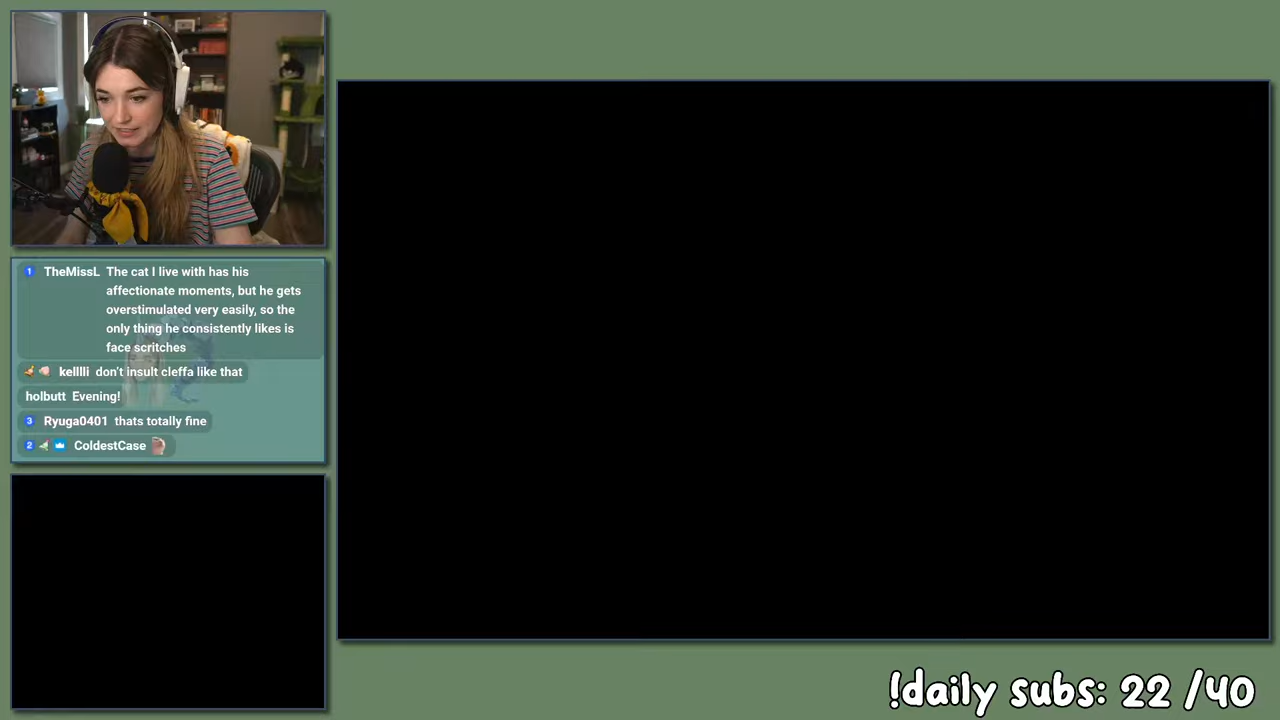 1 TheMissL The cat I live with has his
affectionate moments, but he gets
overstimulated very easily, so the
only thing he consistently likes is
face scritches
kelllli don't insult cleffa like that
holbutt Evening!
3 Ryuga0401 thats totally fine
2 ColdestCase
!daily subs: 22 /40